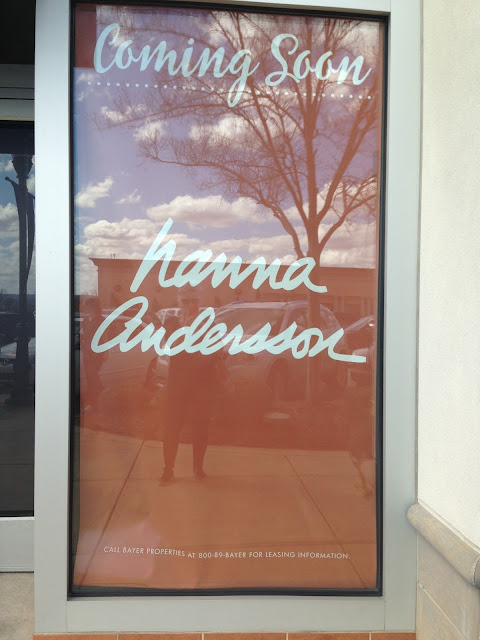 Coming Soon
hanna
Andersson
CALL BAYER PROPERTIES AT 800-89-BAYER FOR LEASING INFORMATION.